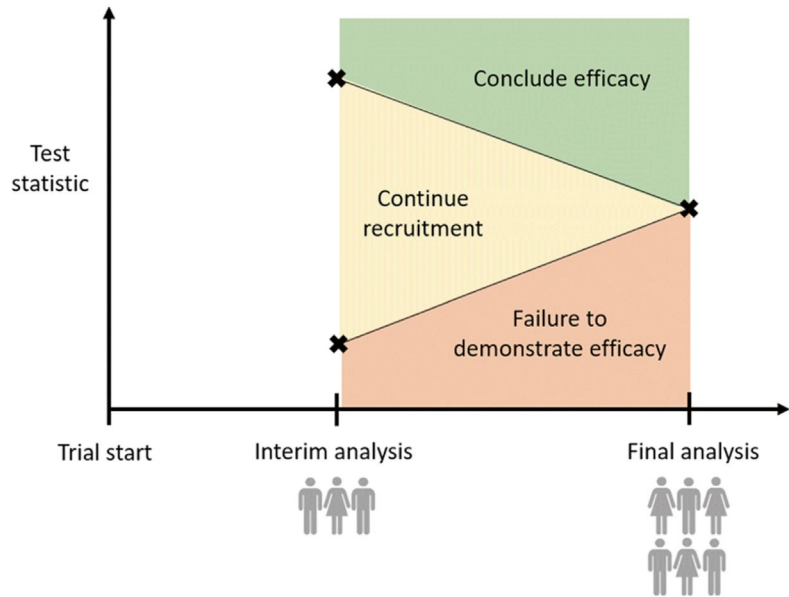 Conclude efficacy
Test
statistic
Continue
recruitment
Failure to
demonstrate efficacy
Trial start
Interim analysis
Final analysis